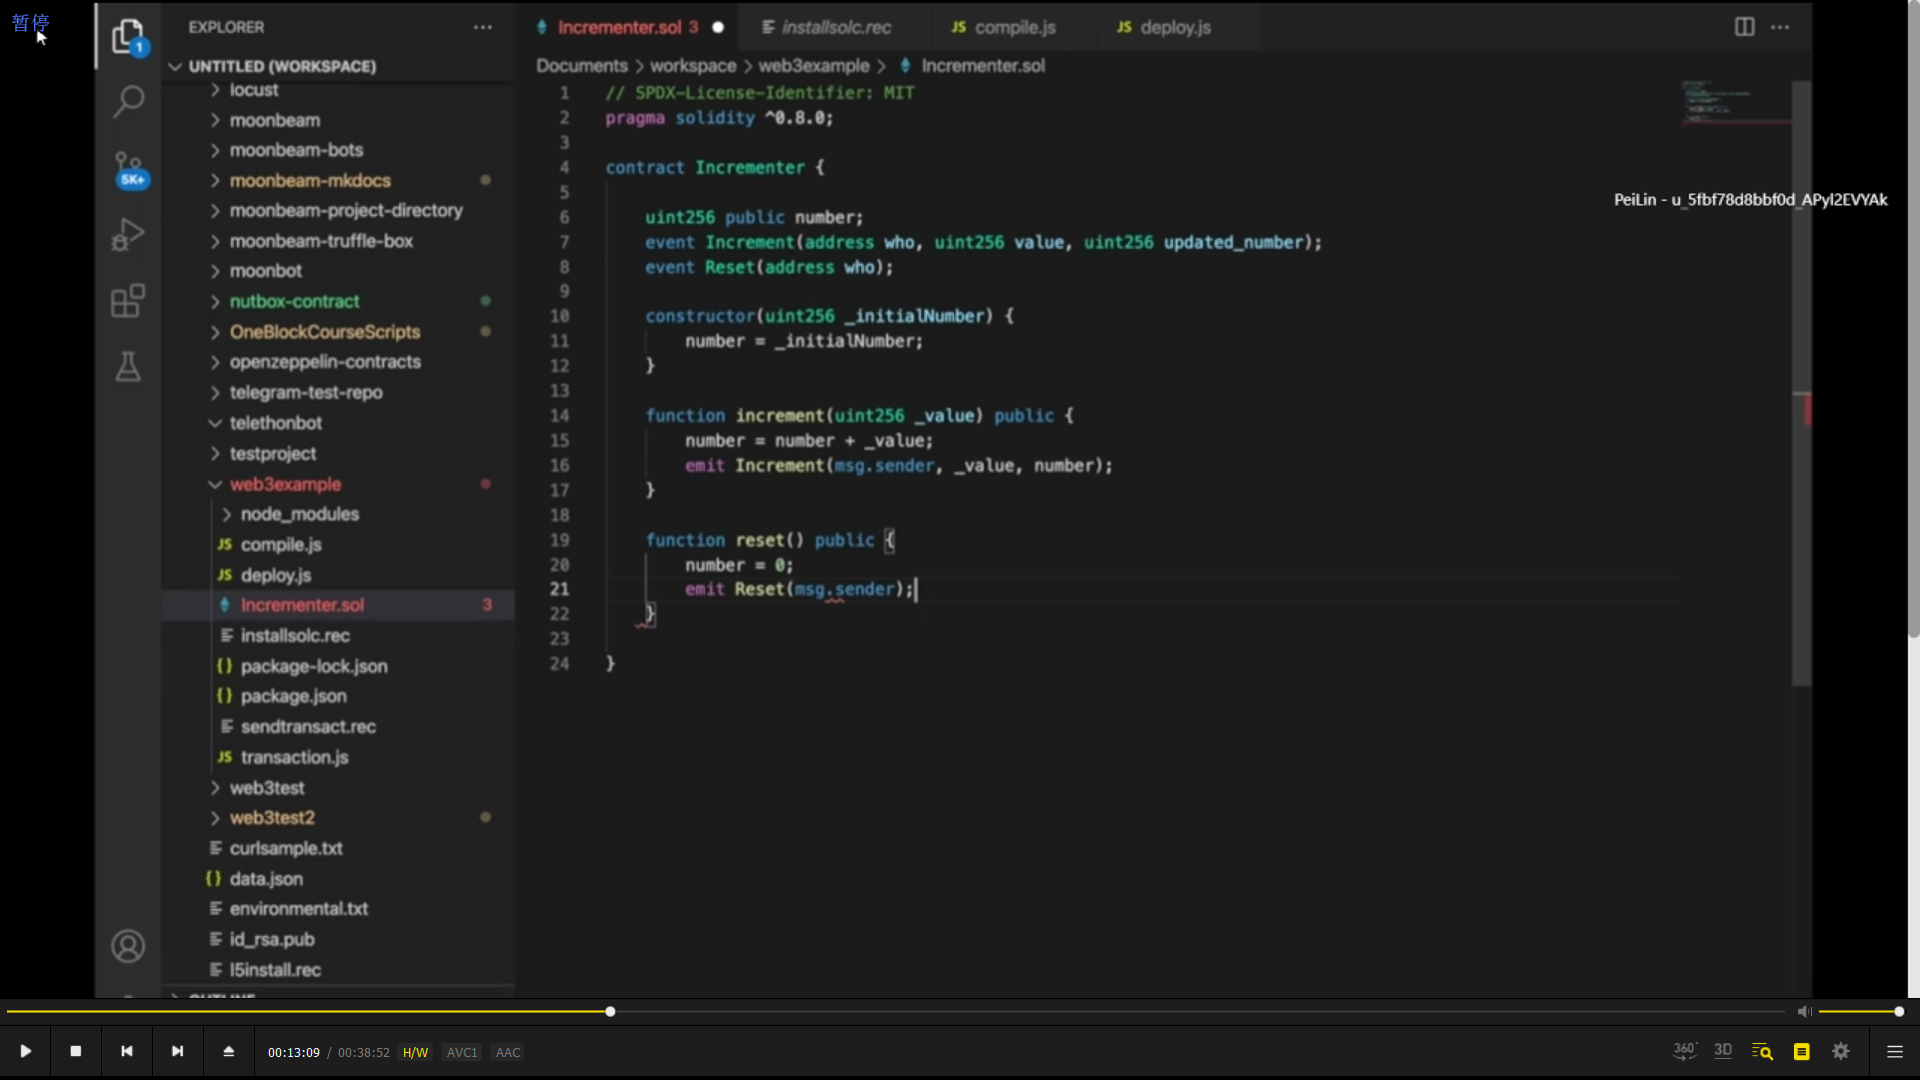 暂停
1
EXPLORER
UNTITLED (WORKSPACE)
locust
moonbeam
moonbeam-bots
moonbeam-mkdocs
moonbeam-project-directory
moonbeam-truffle-box
moonbot
nutbox-contract
OneBlockCourseScripts
openzeppelin-contracts
telegram-test-repo
telethonbot
testproject
web3example
node_modules
JS compile.js
JS deploy.js
Incrementer.sol 3
installsolc.rec
{} package-lock.json
{} package.json
sendtransact.rec
JS transaction.js
web3test
web3test2
curlsample.txt
{} data.json
environmental.txt
id_rsa.pub
l5install.rec
OUTLINE
5K+
Incrementer.sol 3
installsolc.rec
JS compile.js
JS deploy.js
Documents > workspace > web3example > Incrementer.sol
1 // SPDX-License-Identifier: MIT
2 pragma solidity ^0.8.0;
3
4 contract Incrementer {
5
6 uint256 public number;
7 event Increment(address who, uint256 value, uint256 updated_number);
8 event Reset(address who);
9
10 constructor(uint256 _initialNumber) {
11 number = _initialNumber;
12 }
13
14 function increment(uint256 _value) public {
15 number = number + _value;
16 emit Increment(msg.sender, _value, number);
17 }
18
19 function reset() public {
20 number = 0;
21 emit Reset(msg.sender);
22 }
23
24 }
PeiLin - u_5fbf78d8bbf0d_APyl2EVYAk
00:13:09 / 00:38:52 H/W AVC1 AAC
360° 3D